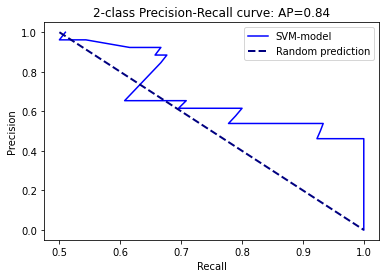 2-class Precision-Recall curve: AP=0.84
SVM-model
Random prediction
Precision
1.0
0.8
0.6
0.4
0.2
0.0
0.5
0.6
0.7
0.8
0.9
1.0
Recall